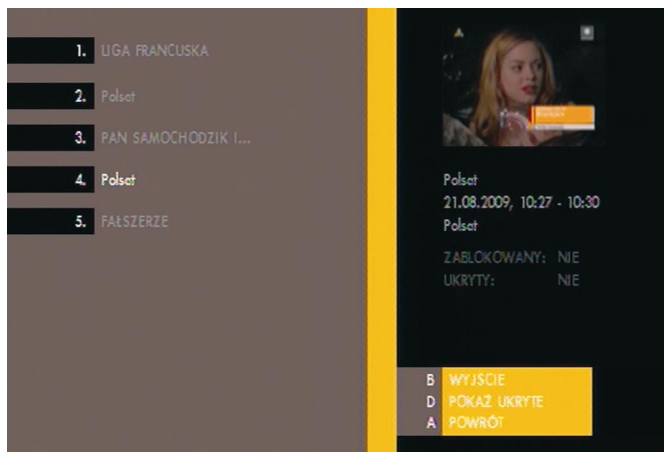 1. LIGA FRANCUSKA
2. Polsat
3. PAN SAMOCHODZIK I...
4. Polsat
5. FAŁSZERZE
Polsat
21.08.2009, 10:27 - 10:30
Polsat
ZABLOKOWANY: NIE
UKRYTY: NIE
B WYJŚCIE
D POKAŻ UKRYTE
A POWRÓT